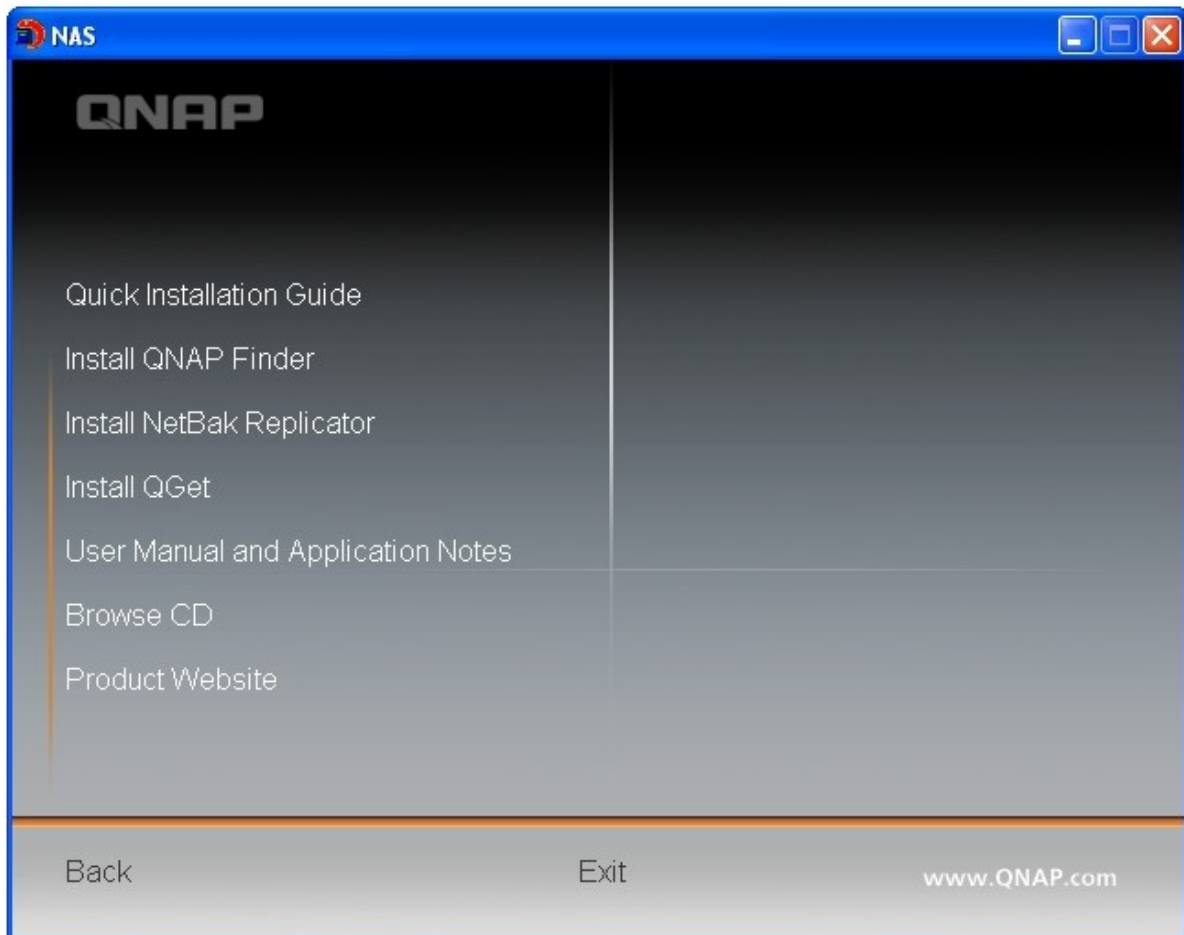 NAS
QNAP
Quick Installation Guide
Install QNAP Finder
Install NetBak Replicator
Install QGet
User Manual and Application Notes
Browse CD
Product Website
Back
Exit
www.QNAP.com